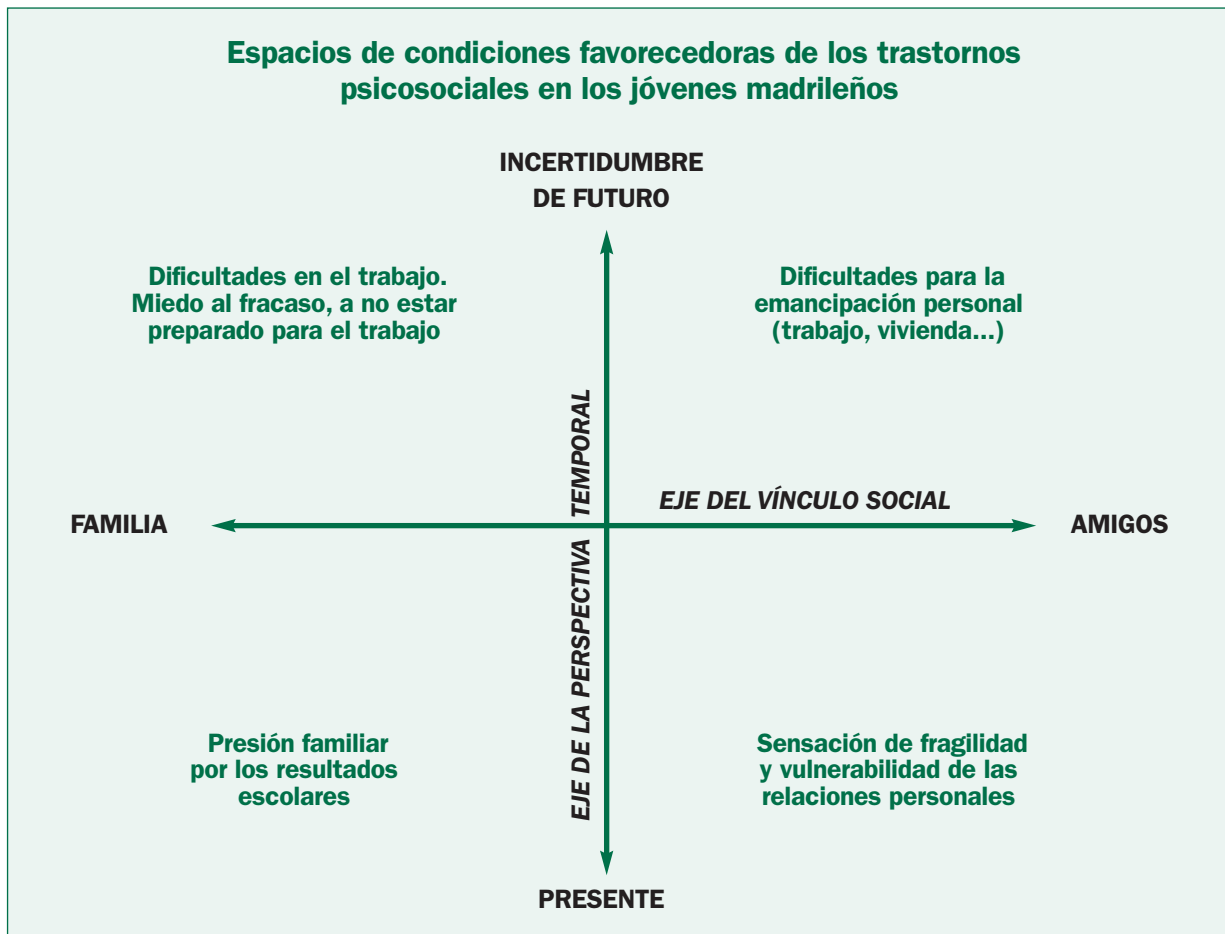 Espacios de condiciones favorecedoras de los trastornos
psicosociales en los jóvenes madrileños
INCERTIDUMBRE
DE FUTURO
Dificultades en el trabajo.
Miedo al fracaso, a no estar
preparado para el trabajo
Dificultades para la
emancipación personal
(trabajo, vivienda...)
EJE DE LA PERSPECTIVA TEMPORAL
EJE DEL VÍNCULO SOCIAL
FAMILIA
AMIGOS
Presión familiar
por los resultados
escolares
Sensación de fragilidad
y vulnerabilidad de las
relaciones personales
PRESENTE